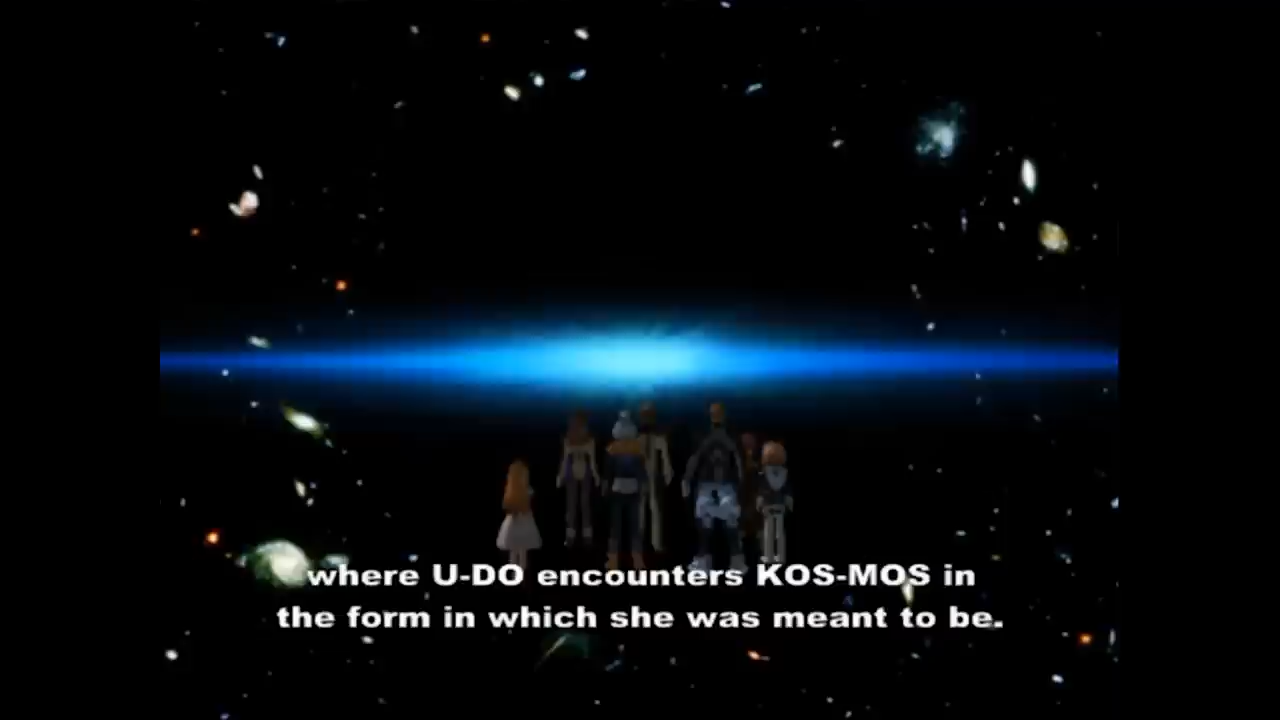 where U-DO encounters KOS-MOS in
the form in which she was meant to be.